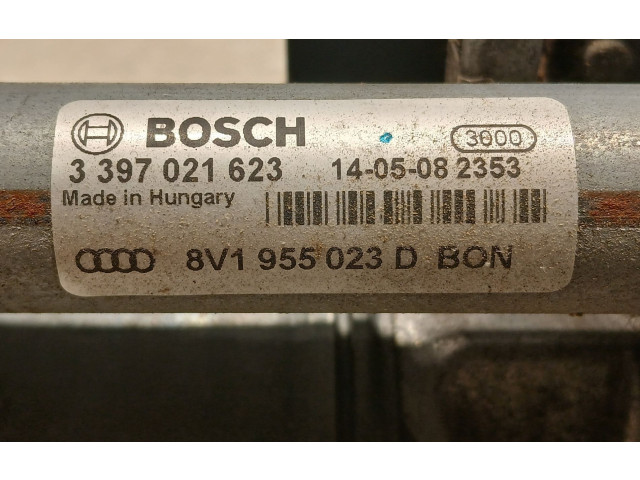 BOSCH 3000
3 397 021 623 14-05-08 2353
Made in Hungary
8V1 955 023 D BON